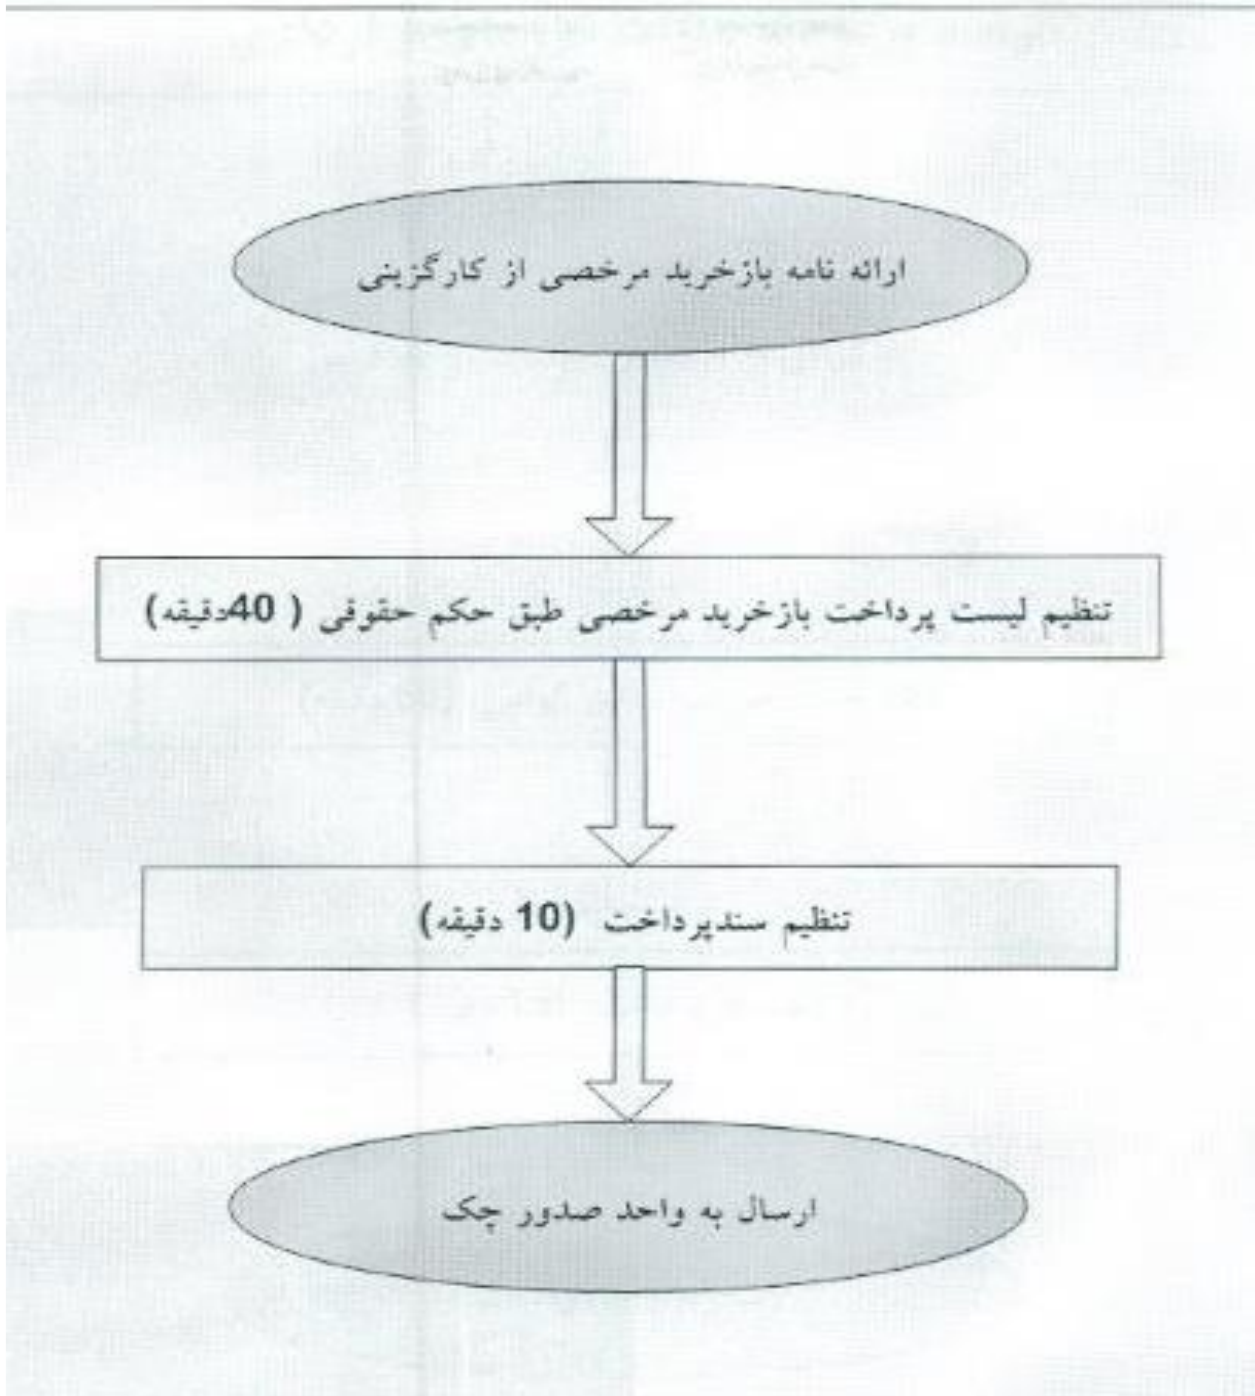 ارائه نامه بازخرید مرخصی از کارگزینی
تنظیم لیست پرداخت بازخرید مرخصی طبق حکم حقوقی ( 40دقیقه)
تنظیم سندپرداخت (10 دقیقه)
ارسال به واحد صدور چک